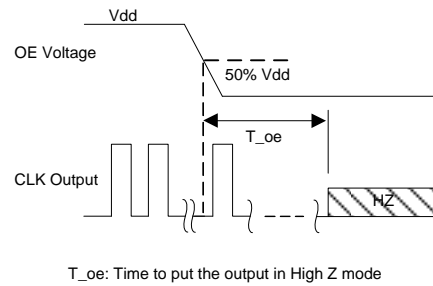 Vdd
OE Voltage
50% Vdd
T_oe
CLK Output
HZ
T_oe: Time to put the output in High Z mode